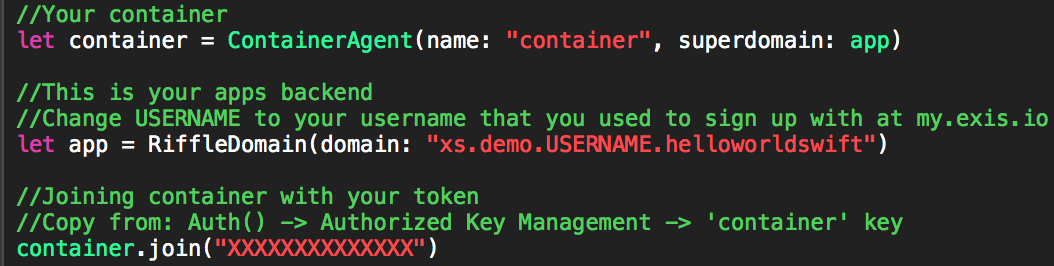 //Your container
let container = ContainerAgent(name: "container", superdomain: app)
//This is your apps backend
//Change USERNAME to your username that you used to sign up with at my.exis.io
let app = RiffleDomain(domain: "xs.demo.USERNAME.helloworldswift")
//Joining container with your token
//Copy from: Auth() -> Authorized Key Management -> 'container' key
container.join("XXXXXXXXXXXXXX")